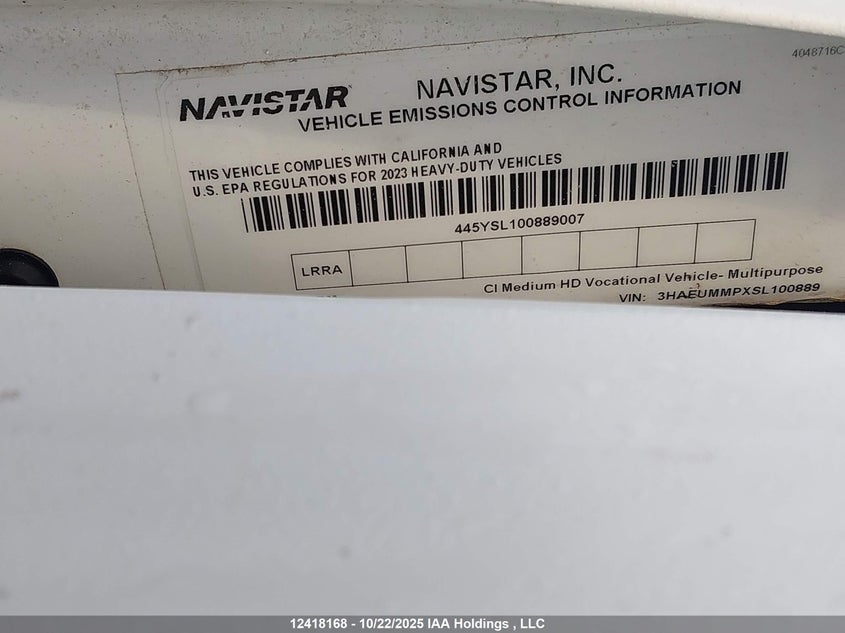 4048716C
NAVISTAR NAVISTAR, INC.
VEHICLE EMISSIONS CONTROL INFORMATION
THIS VEHICLE COMPLIES WITH CALIFORNIA AND
U.S. EPA REGULATIONS FOR 2023 HEAVY-DUTY VEHICLES
445YSL100889007
LRRA
CI Medium HD Vocational Vehicle- Multipurpose
VIN: 3HAEUMMPXSL100889
12418168 - 10/22/2025 IAA Holdings , LLC